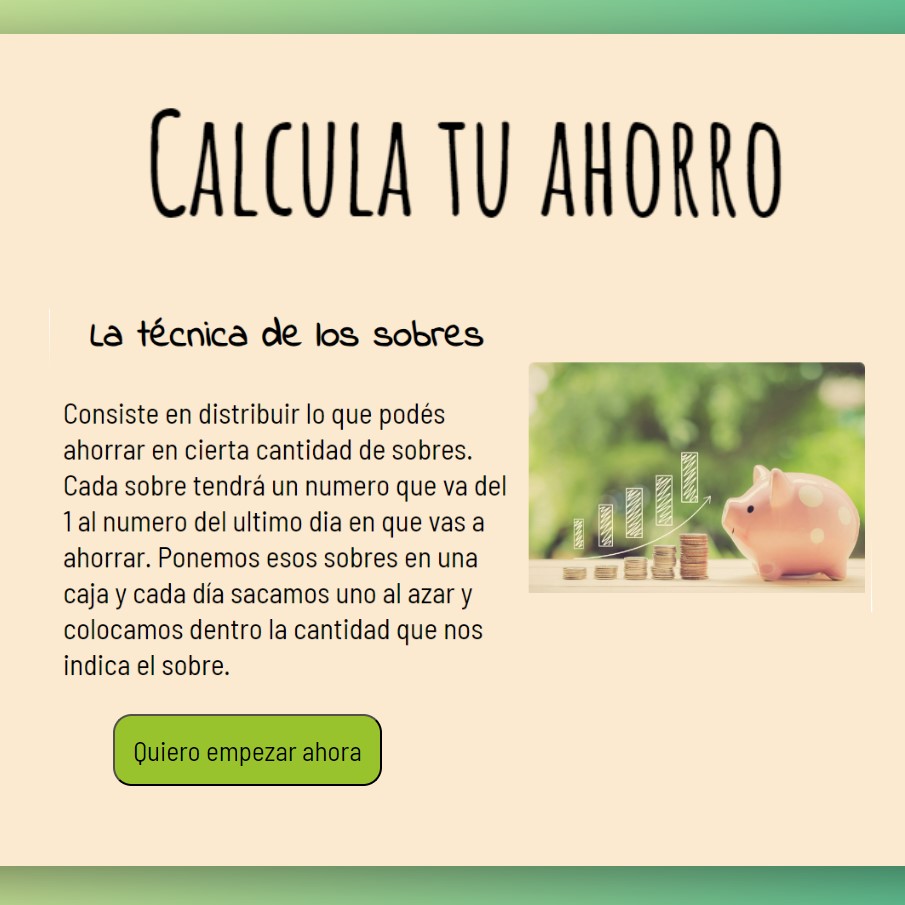 Calcula tu ahorro
La técnica de los sobres
Consiste en distribuir lo que podés
ahorrar en cierta cantidad de sobres.
Cada sobre tendrá un numero que va del
1 al numero del ultimo dia en que vas a
ahorrar. Ponemos esos sobres en una
caja y cada día sacamos uno al azar y
colocamos dentro la cantidad que nos
indica el sobre.
Quiero empezar ahora